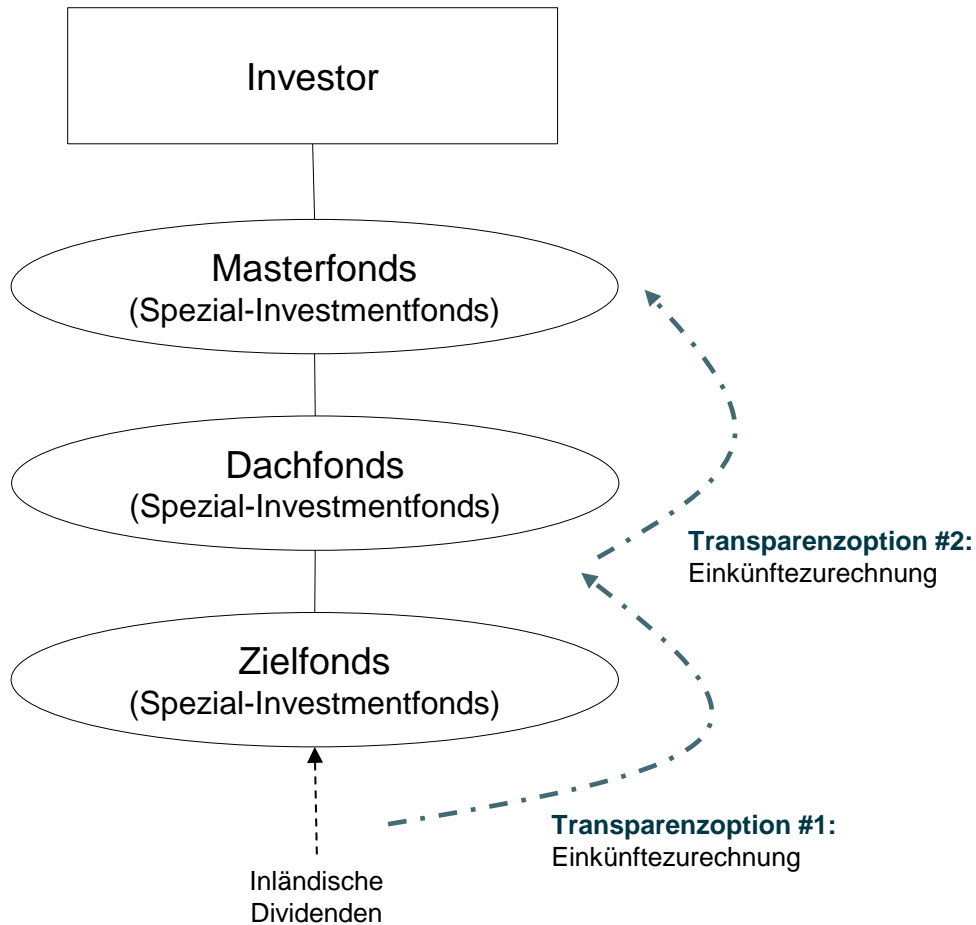 Investor
Masterfonds
(Spezial-Investmentfonds)
Dachfonds
(Spezial-Investmentfonds)
Transparenzoption #2:
Einkünftezurechnung
Zielfonds
(Spezial-Investmentfonds)
Transparenzoption #1:
Einkünftezurechnung
Inländische
Dividenden